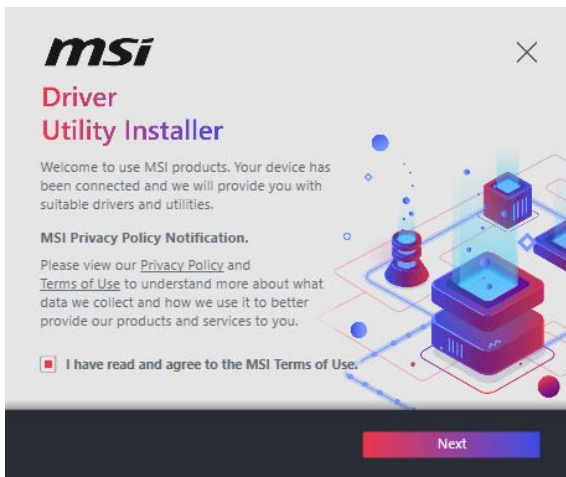 msi
Driver
Utility Installer
Welcome to use MSI products. Your device has
been connected and we will provide you with
suitable drivers and utilities.
MSI Privacy Policy Notification.
Please view our Privacy Policy and
Terms of Use to understand more about what
data we collect and how we use it to better
provide our products and services to you.
I have read and agree to the MSI Terms of Use.
Next